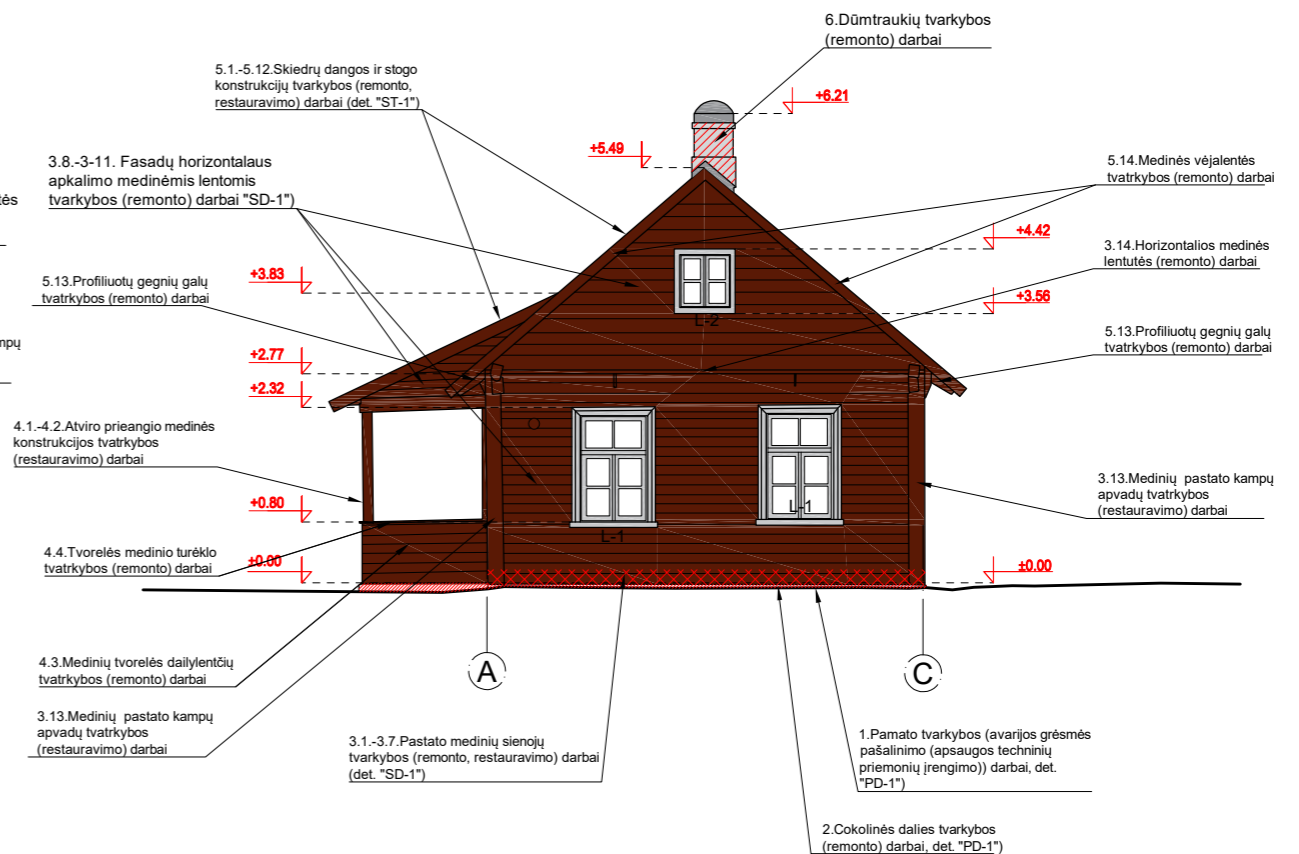 6.Dūmtraukių tvarkybos
(remonto) darbai
5.1.-5.12.Skiedrų dangos ir stogo
konstrukcijų tvarkybos (remonto,
restauravimo) darbai (det. "ST-1")
+6.21
+5.49
3.8.-3-11. Fasadų horizontalaus
apkalimo medinėmis lentomis
tvarkybos (remonto) darbai "SD-1")
tės
5.14.Medinės vėjalentės
tvatrkybos (remonto) darbai
+4.42
3.14.Horizontalios medinės
lentutės (remonto) darbai
+3.83
5.13.Profiliuotų gegnių galų
tvatrkybos (remonto) darbai
+3.56
L-2
5.13.Profiliuotų gegnių galų
tvatrkybos (remonto) darbai
mpų
+2.77
+2.32
4.1.-4.2.Atviro prieangio medinės
konstrukcijos tvatrkybos
(restauravimo) darbai
3.13.Medinių pastato kampų
apvadų tvatrkybos
(restauravimo) darbai
+0.80
L-1
L-1
4.4.Tvorelės medinio turėklo
tvatrkybos (remonto) darbai
±0.00
±0.00
4.3.Medinių tvorelės dailylentčių
tvatrkybos (remonto) darbai
A
C
3.13.Medinių pastato kampų
apvadų tvatrkybos
(restauravimo) darbai
3.1.-3.7.Pastato medinių sienojų
tvarkybos (remonto, restauravimo) darbai
(det. "SD-1")
1.Pamato tvarkybos (avarijos grėsmės
pašalinimo (apsaugos techninių
priemonių įrengimo)) darbai, det.
"PD-1")
2.Cokolinės dalies tvarkybos
(remonto) darbai, det. "PD-1")